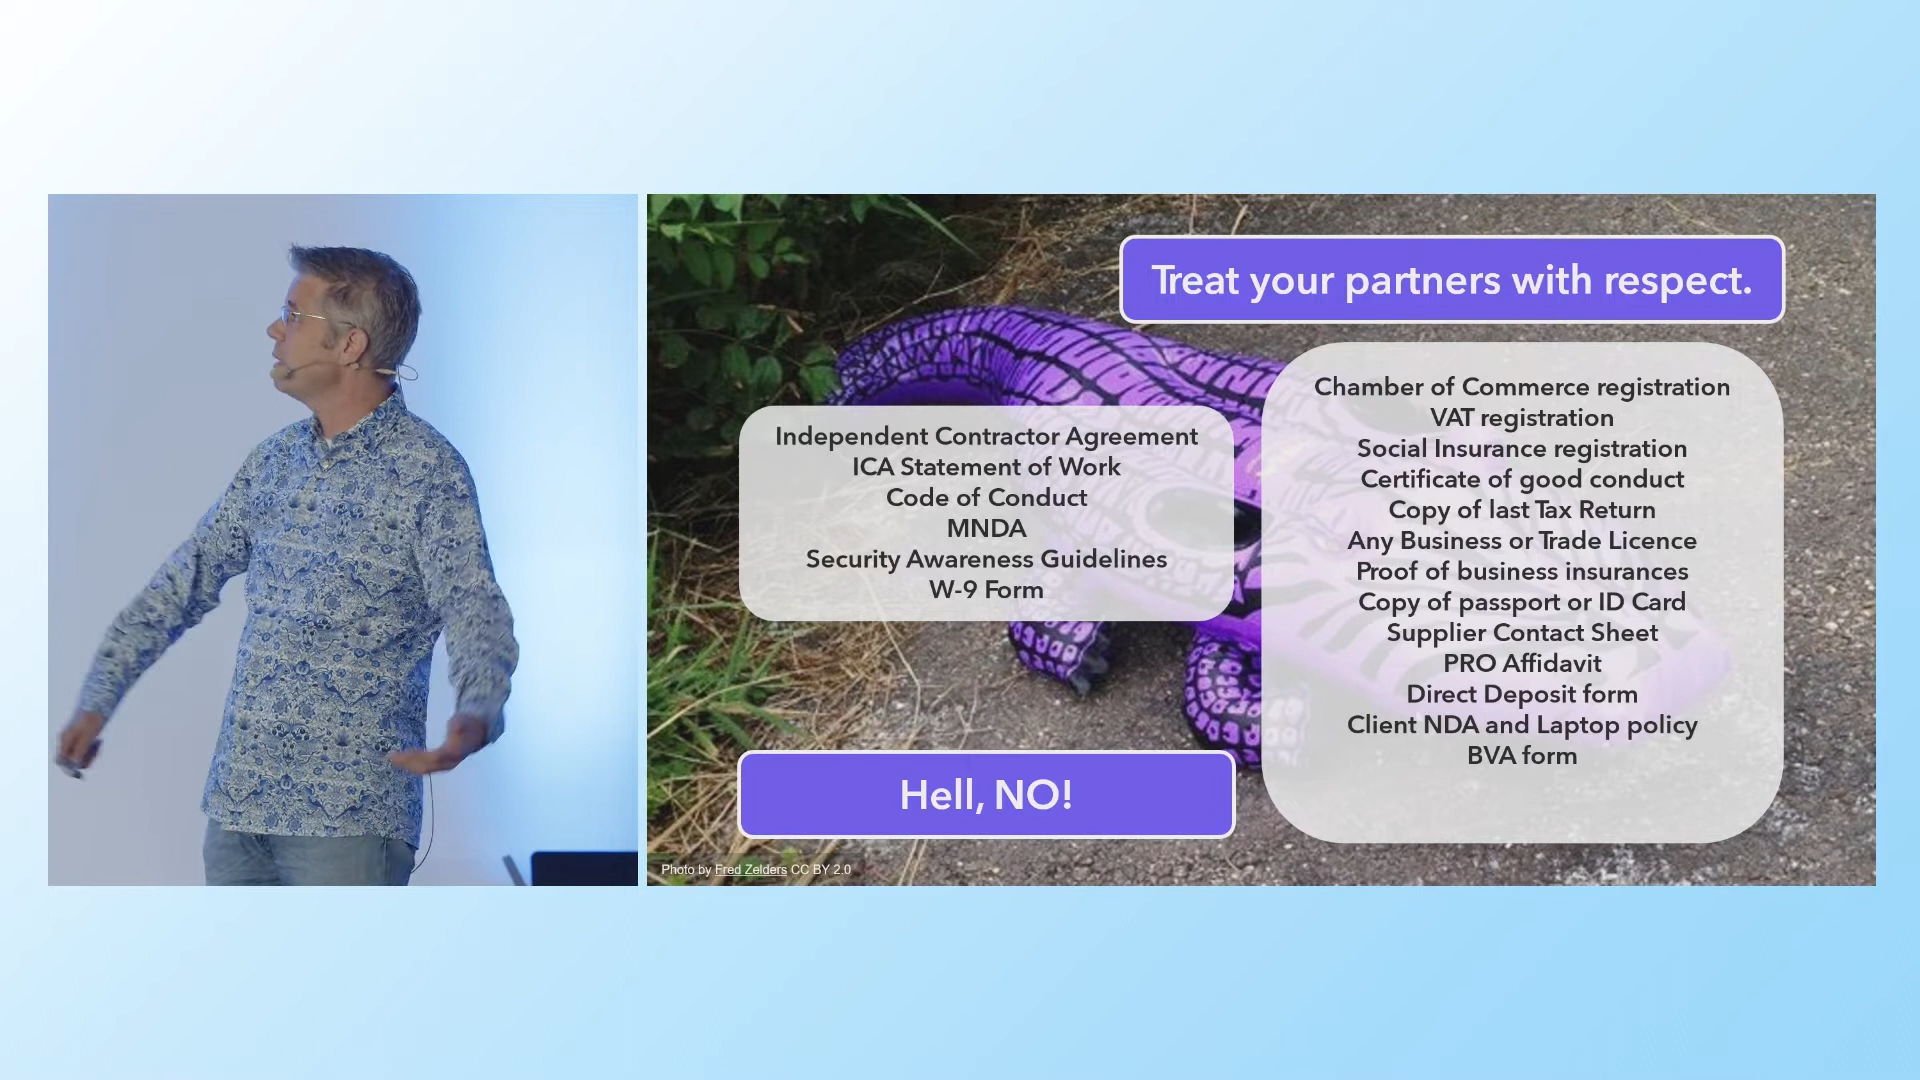 Treat your partners with respect.
Independent Contractor Agreement
ICA Statement of Work
Code of Conduct
MNDA
Security Awareness Guidelines
W-9 Form
Chamber of Commerce registration
VAT registration
Social Insurance registration
Certificate of good conduct
Copy of last Tax Return
Any Business or Trade Licence
Proof of business insurances
Copy of passport or ID Card
Supplier Contact Sheet
PRO Affidavit
Direct Deposit form
Client NDA and Laptop policy
BVA form
Hell, NO!
Photo by Fred Zelders CC BY 2.0